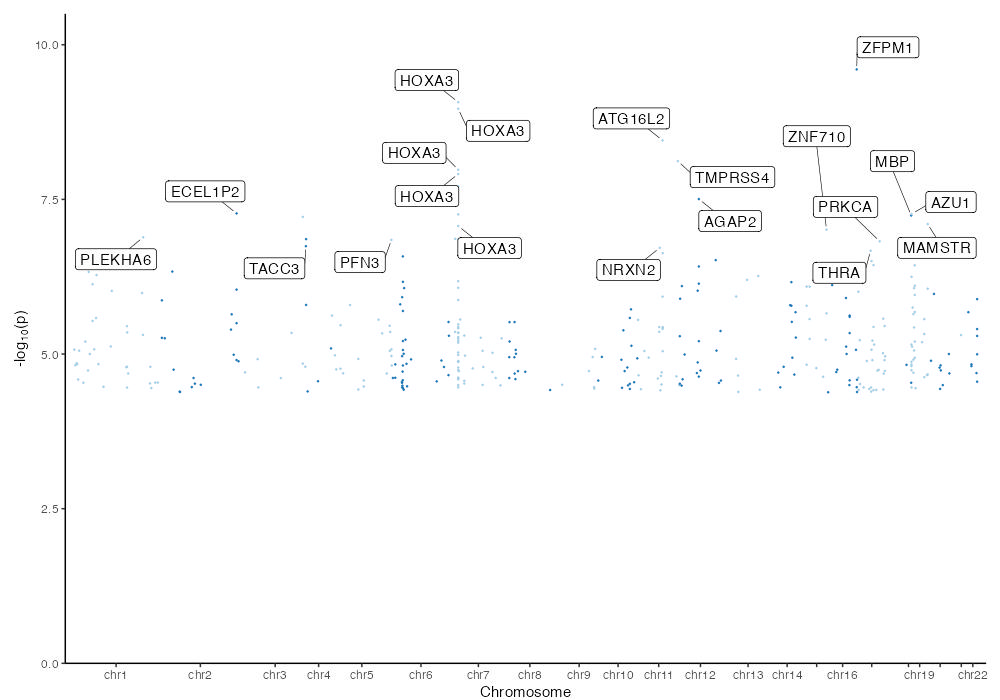 ZFPM1
HOXA3
ATG16L2
HOXA3
ZNF710
HOXA3
MBP
TMPRSS4
ECEL1P2
HOXA3
AZU1
PRKCA
AGAP2
HOXA3
MAMSTR
PLEKHA6
PFN3
TACC3
NRXN2
THRA
10.0
7.5
5.0
2.5
0.0
-log10(p)
chr1 chr2 chr3 chr4 chr5 chr6 chr7 chr8 chr9 chr10 chr11 chr12 chr13 chr14 chr16 chr19 chr22
Chromosome